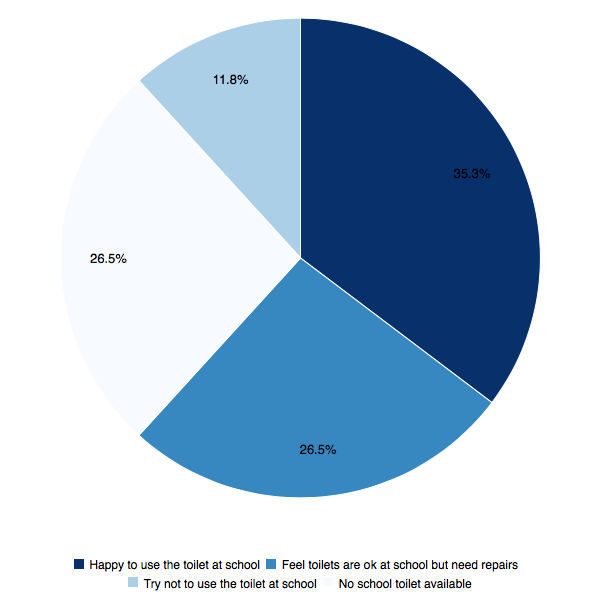 11.8%
35.3%
26.5%
26.5%
Happy to use the toilet at school Feel toilets are ok at school but need repairs
Try not to use the toilet at school No school toilet available